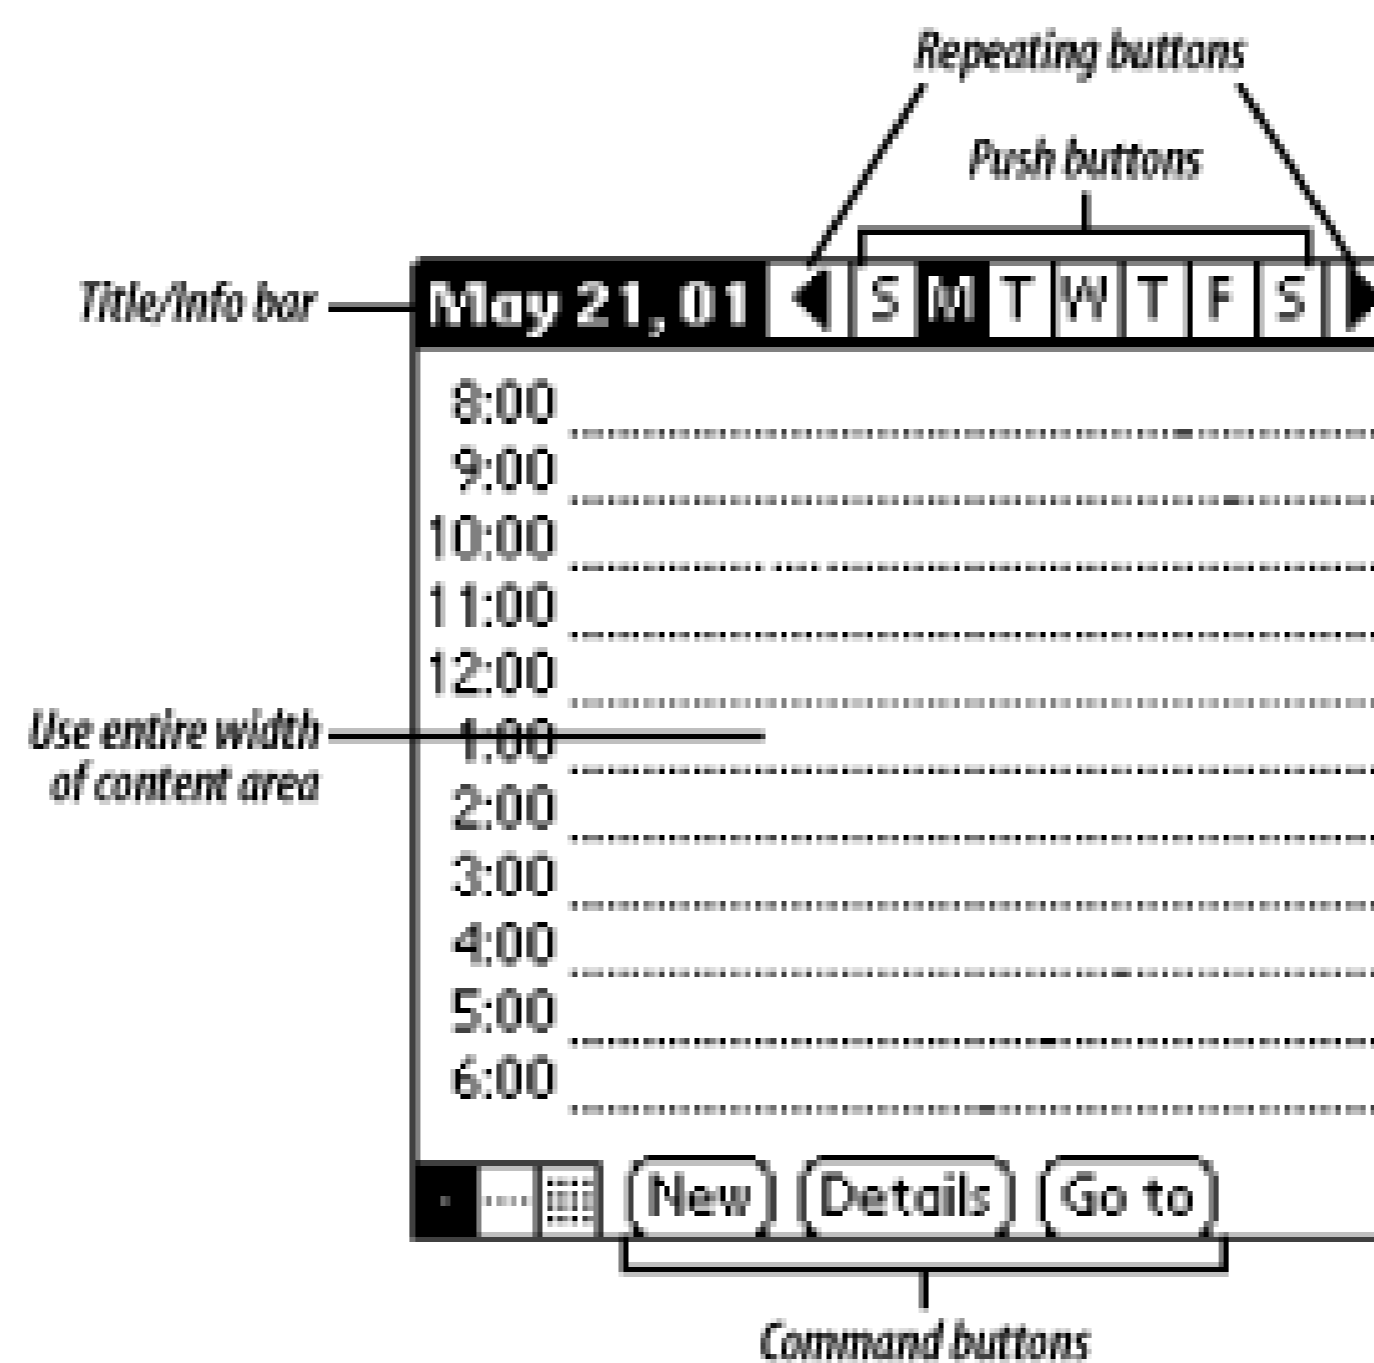 Repeating buttons
Push buttons
Title/Info bar
May 21, 01 S M T W T F S
8:00
9:00
10:00
11:00
12:00
Use entire width
of content area
1:00
2:00
3:00
4:00
5:00
6:00
New Details Go to
Command buttons